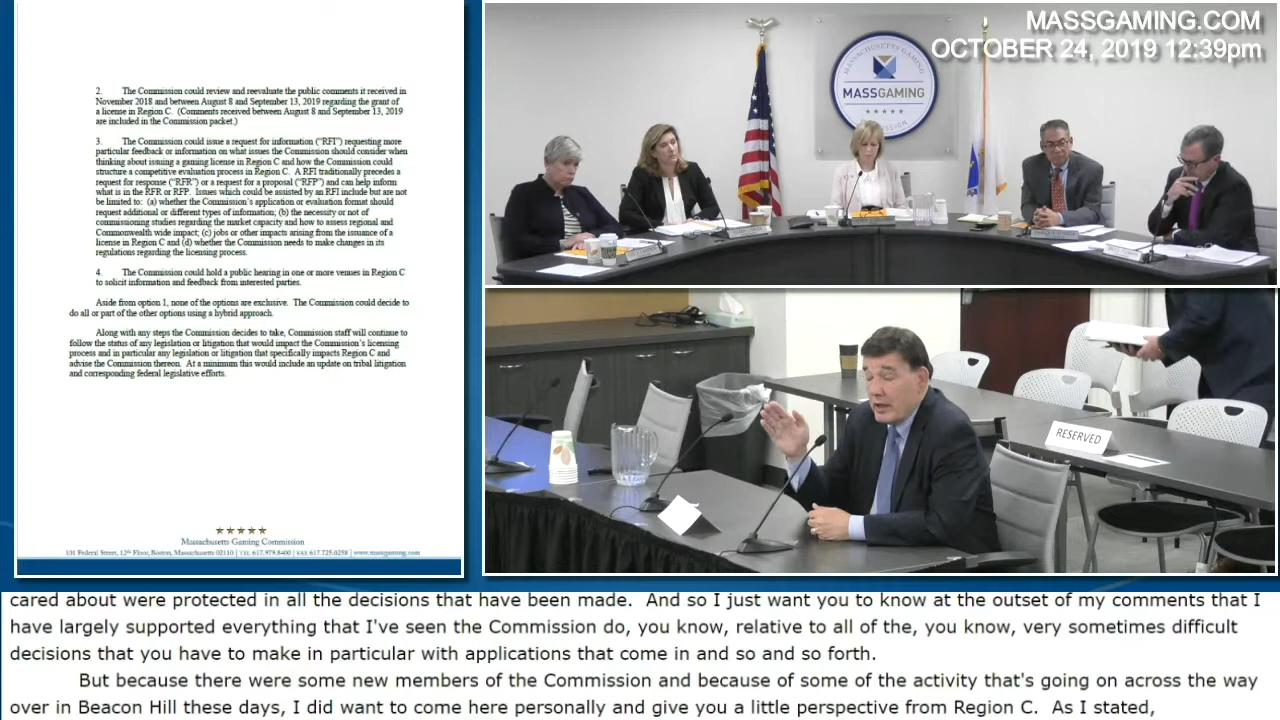 2. The Commission could review and reevaluate the public comments it received in
November 2018 and between August 8 and September 13, 2019 regarding the grant of
a license in Region C. (Comments received between August 8 and September 13, 2019
are included in the Commission packet.)
3. The Commission could issue a request for information ("RFI") requesting more
particular feedback or information on what issues the Commission should consider when
thinking about issuing a gaming license in Region C and how the Commission could
structure a competitive evaluation process in Region C. A RFI traditionally precedes a
request for response ("RFR") or a request for a proposal ("RFP") and can help inform
what is in the RFR or RFP. Issues which could be assisted by an RFI include but are not
be limited to: (a) whether the Commission's application or evaluation format should
request additional or different types of information; (b) the necessity or not of
commissioning studies regarding the market capacity and how to assess regional and
Commonwealth wide impact; (c) jobs or other impacts arising from the issuance of a
license in Region C and (d) whether the Commission needs to make changes in its
regulations regarding the licensing process.
4. The Commission could hold a public hearing in one or more venues in Region C
to solicit information and feedback from interested parties.
Aside from option 1, none of the options are exclusive. The Commission could decide to
do all or part of the other options using a hybrid approach.
Along with any steps the Commission decides to take, Commission staff will continue to
follow the status of any legislation or litigation that would impact the Commission's licensing
process and in particular any legislation or litigation that specifically impacts Region C and
advise the Commission thereon. At a minimum this would include an update on tribal litigation
and corresponding federal legislative efforts.
★★★★★
Massachusetts Gaming Commission
101 Federal Street, 12th Floor, Boston, Massachusetts 02110 | TEL 617.979.8400 | FAX 617.725.0258 | www.massgaming.com
MASSGAMING.COM
OCTOBER 24, 2019 12:39pm
MASSACHUSETTS GAMING
MASSGAMING
COMMISSION
RESERVED
cared about were protected in all the decisions that have been made. And so I just want you to know at the outset of my comments that I
have largely supported everything that I've seen the Commission do, you know, relative to all of the, you know, very sometimes difficult
decisions that you have to make in particular with applications that come in and so and so forth.
But because there were some new members of the Commission and because of some of the activity that's going on across the way
over in Beacon Hill these days, I did want to come here personally and give you a little perspective from Region C. As I stated,